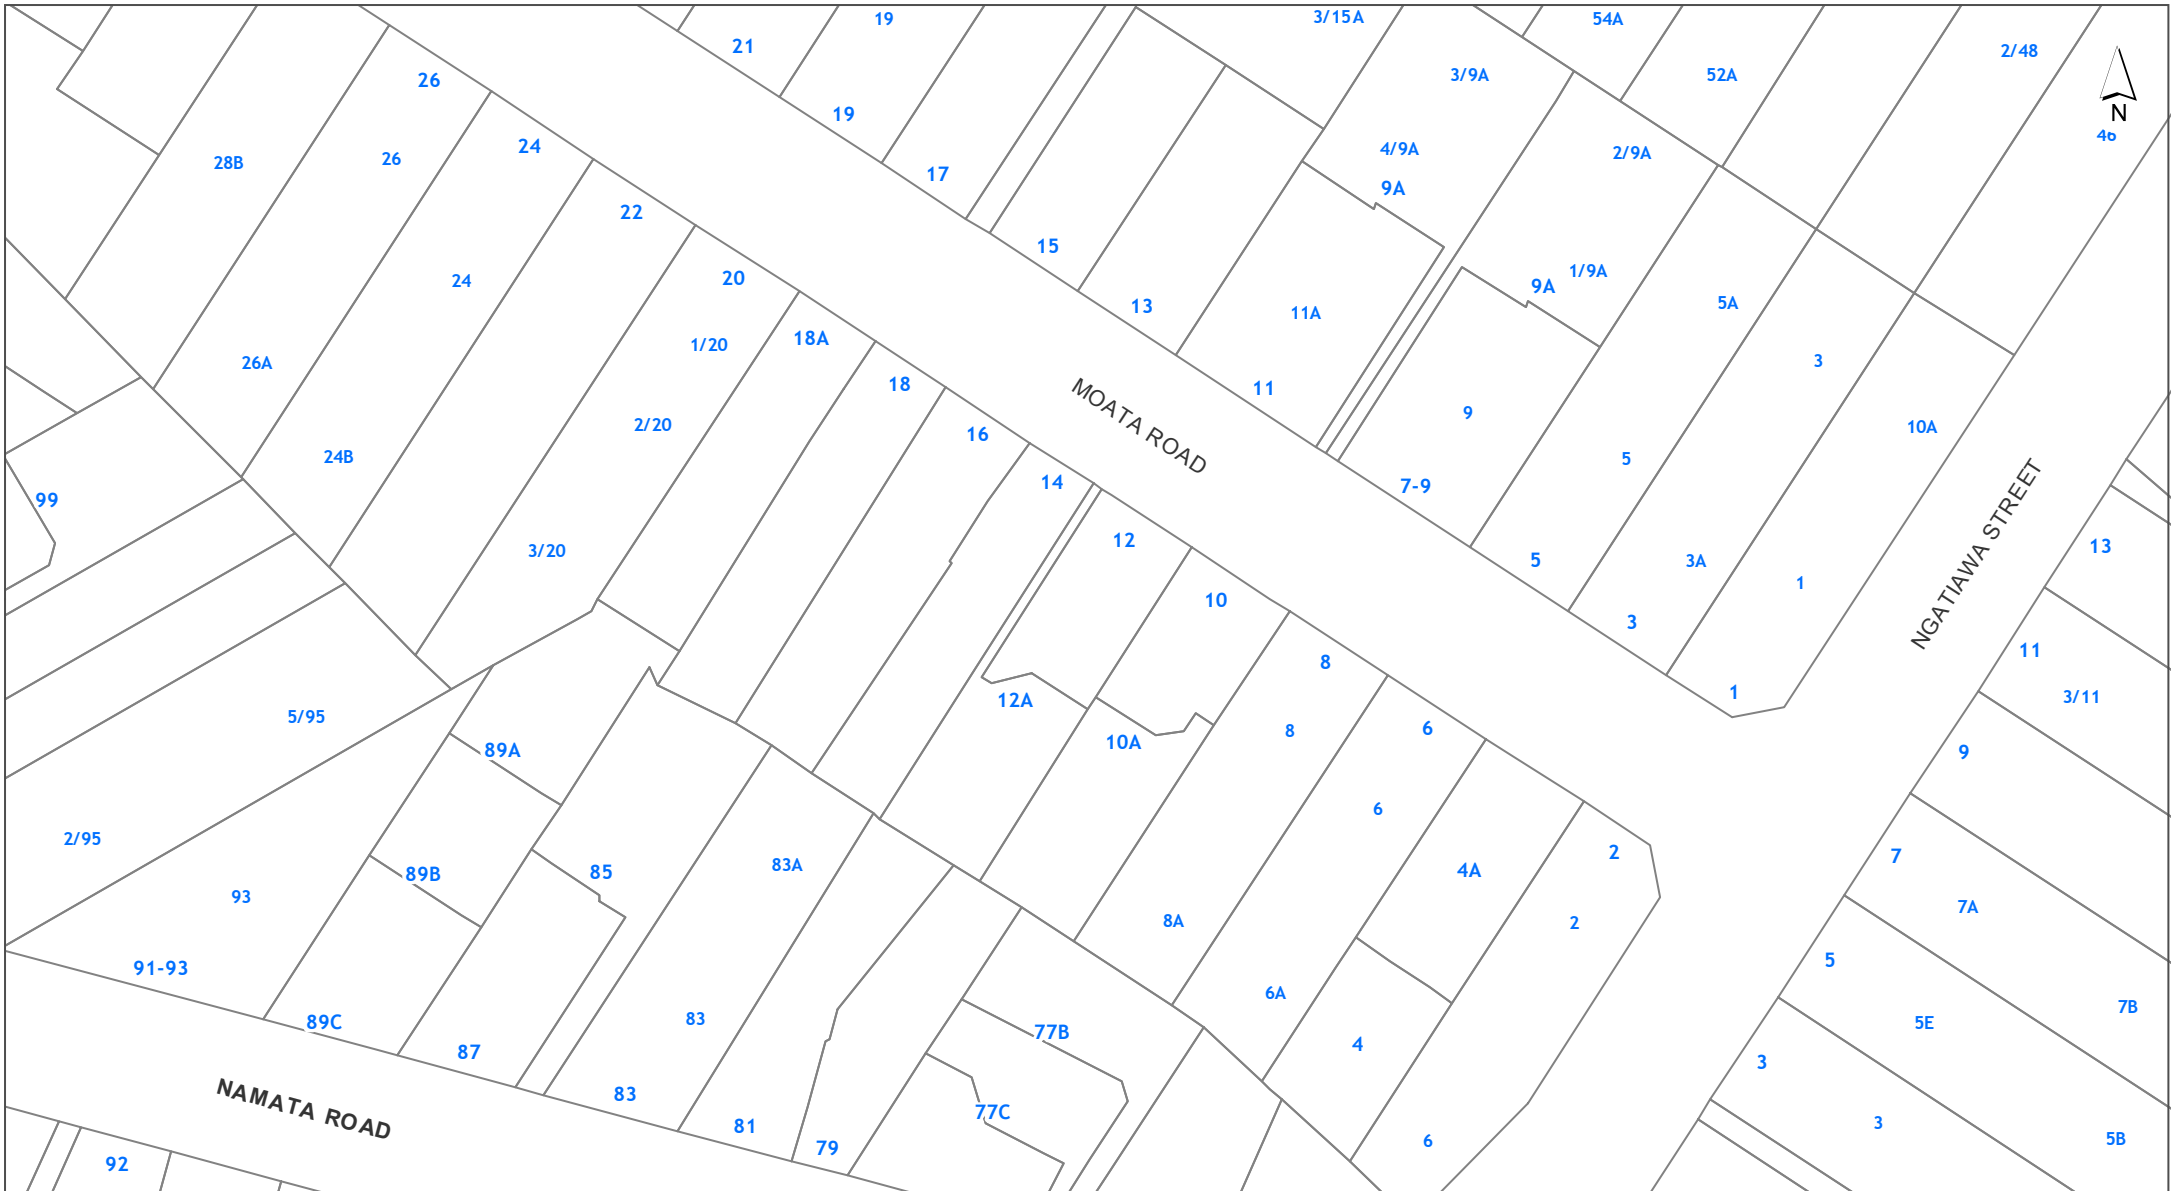 19
3/15A
54A
21
2/48
26
3/9A
52A
19
N
46
24
4/9A
2/9A
28B
26
17
9A
22
15
20
24
1/9A
9A
13
5A
11A
18A
1/20
3
26A
18
11
9
MOATA ROAD
2/20
16
10A
24B
5
14
7-9
99
12
13
3/20
5
3A
NGATIAWA STREET
1
10
3
11
8
1
3/11
12A
5/95
6
8
10A
89A
9
6
2/95
2
7
83A
4A
85
89B
93
7A
8A
2
5
91-93
6A
7B
83
5E
89C
77B
4
87
3
83
NAMATA ROAD
77C
3
81
5B
6
79
92